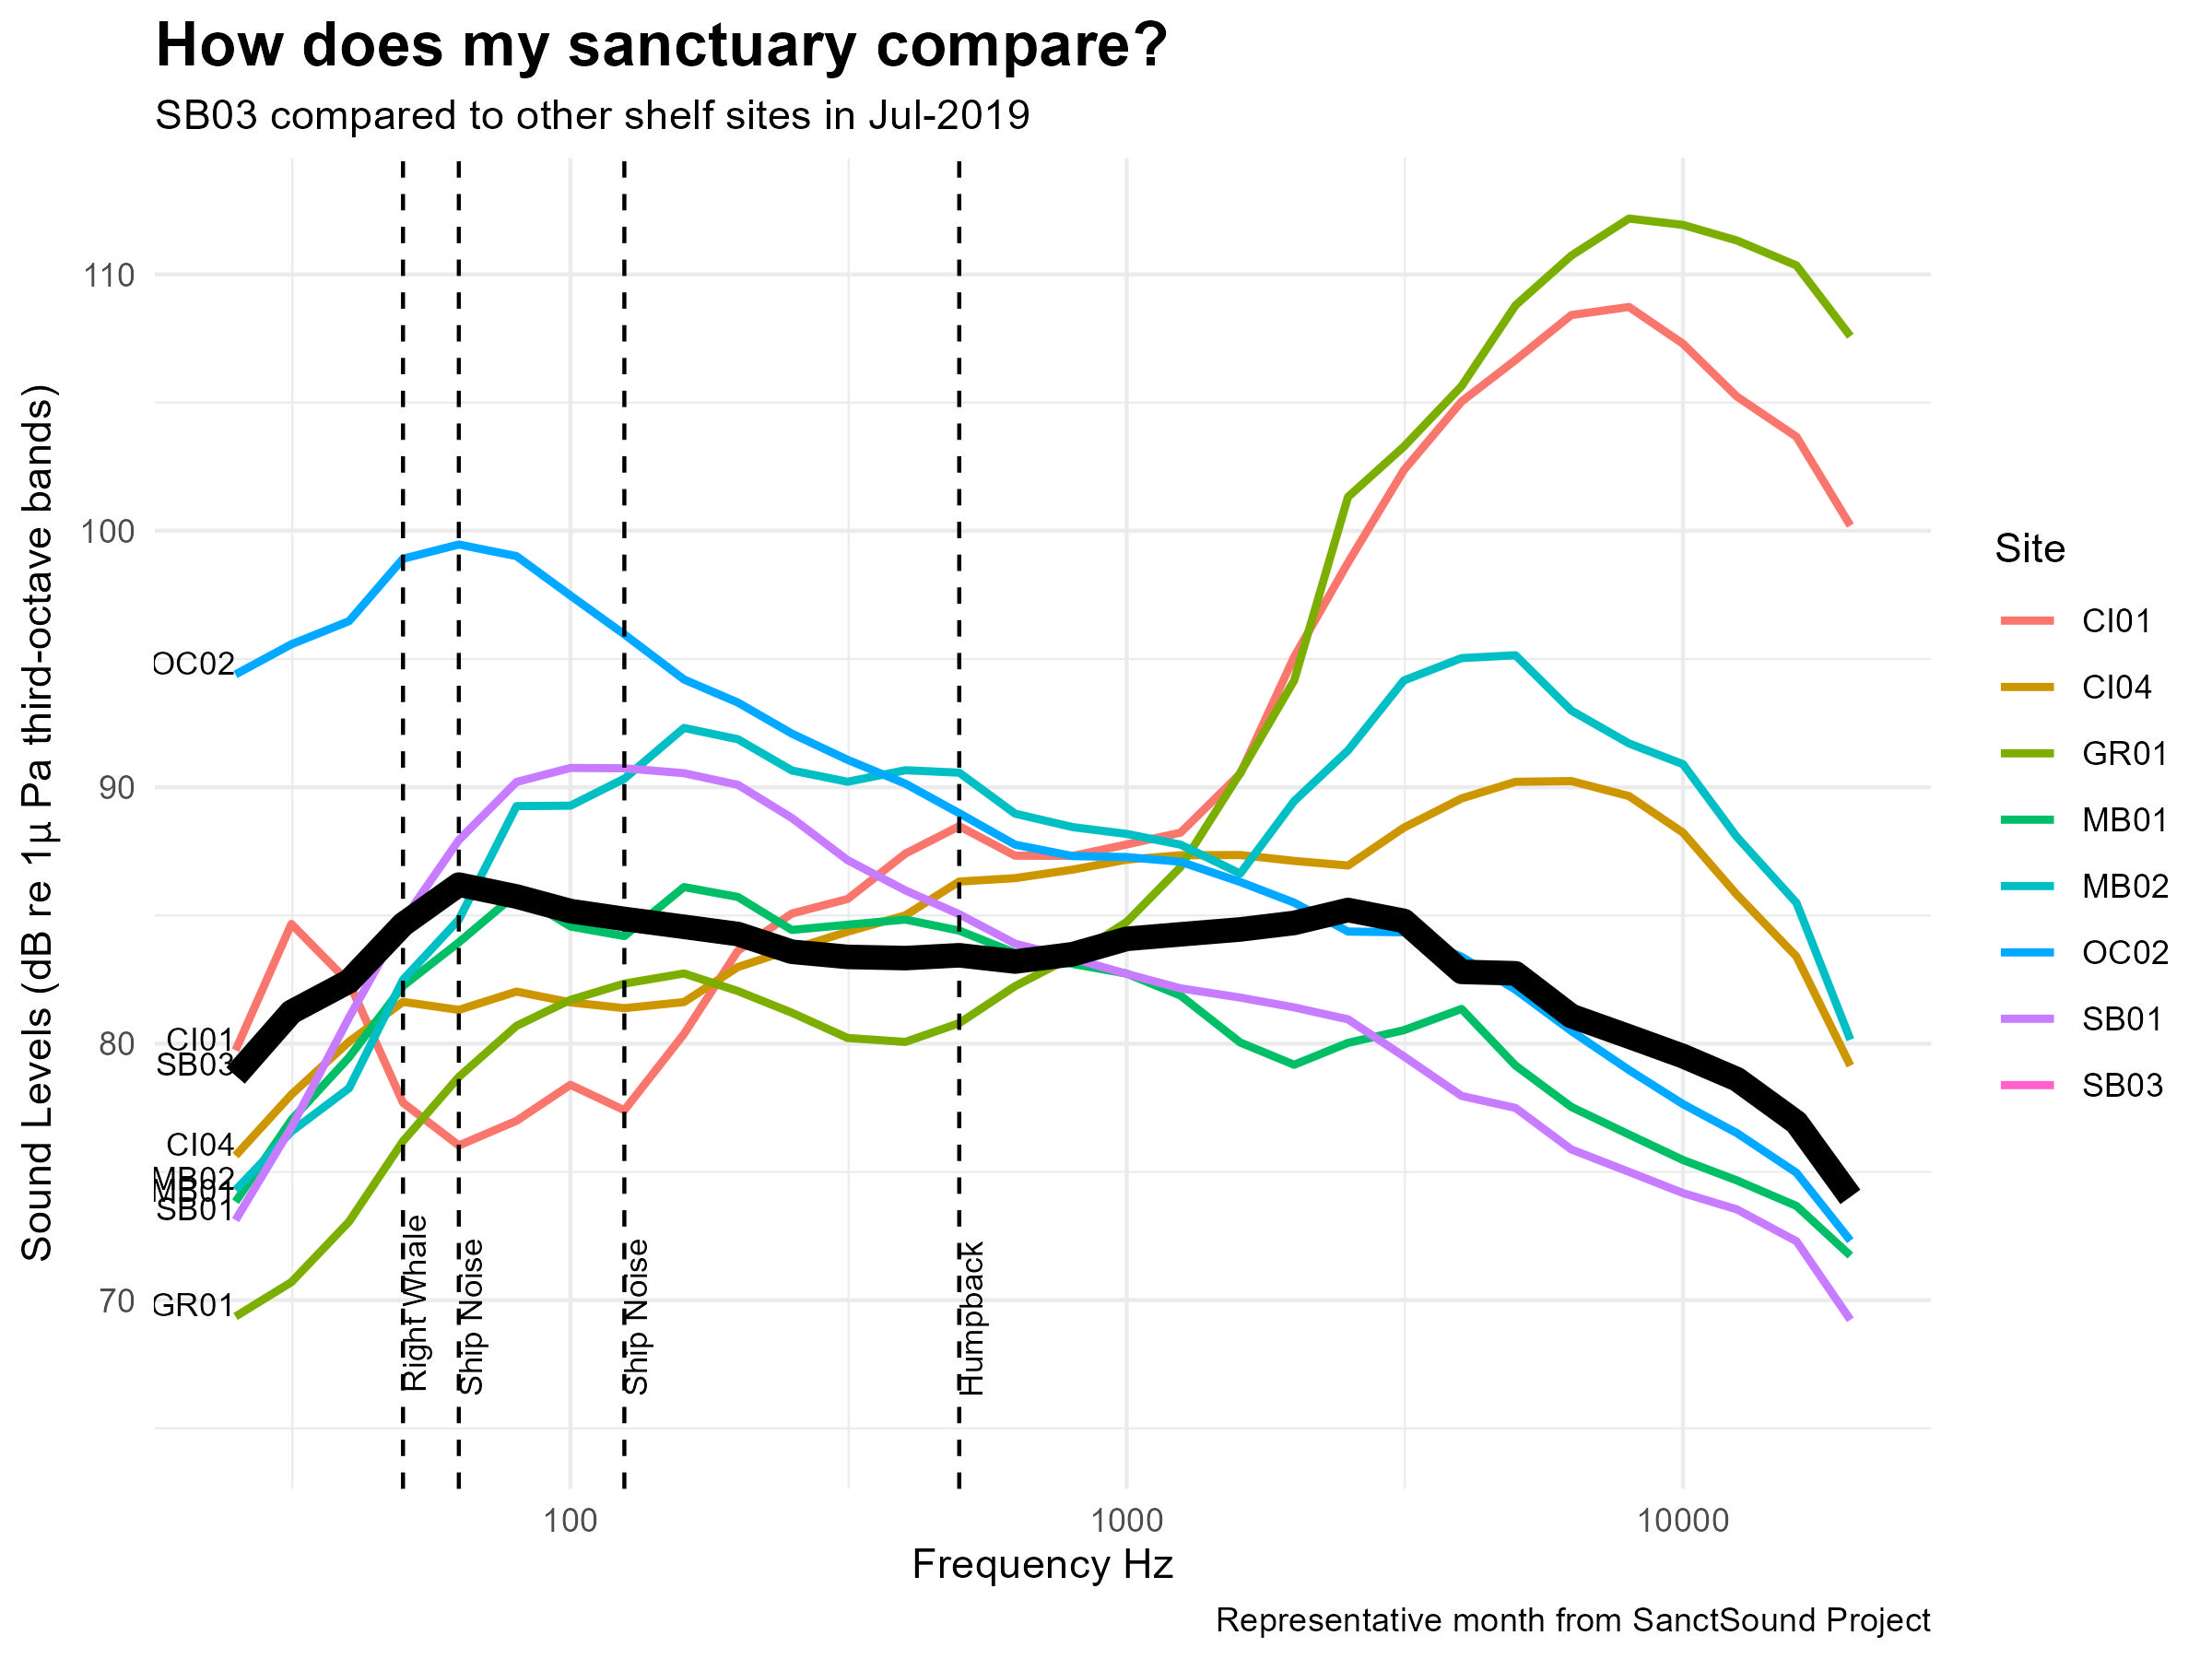 How does my sanctuary compare?
SB03 compared to other shelf sites in Jul-2019
Sound Levels (dB re 1µ Pa third-octave bands)
110
100
90
80
70
OC02
CI01
SB03
CI04
MB02
MB01
SB01
GR01
Right Whale
Ship Noise
Ship Noise
Humpback
100
1000
10000
Frequency Hz
Site
CI01
CI04
GR01
MB01
MB02
OC02
SB01
SB03
Representative month from SanctSound Project